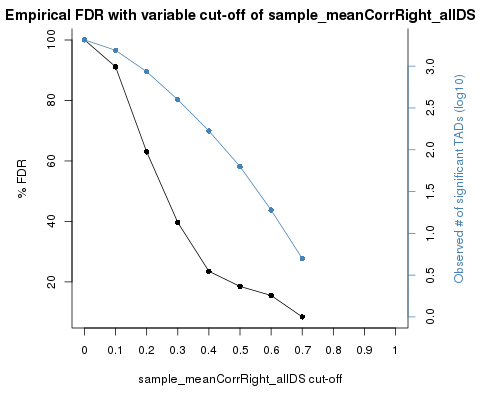 Empirical FDR with variable cut-off of sample_meanCorrRight_allDS
100
80
60
40
20
% FDR
3.0
2.5
2.0
1.5
1.0
0.5
0.0
Observed # of significant TADs (log10)
0 0.1 0.2 0.3 0.4 0.5 0.6 0.7 0.8 0.9 1
sample_meanCorrRight_allDS cut-off